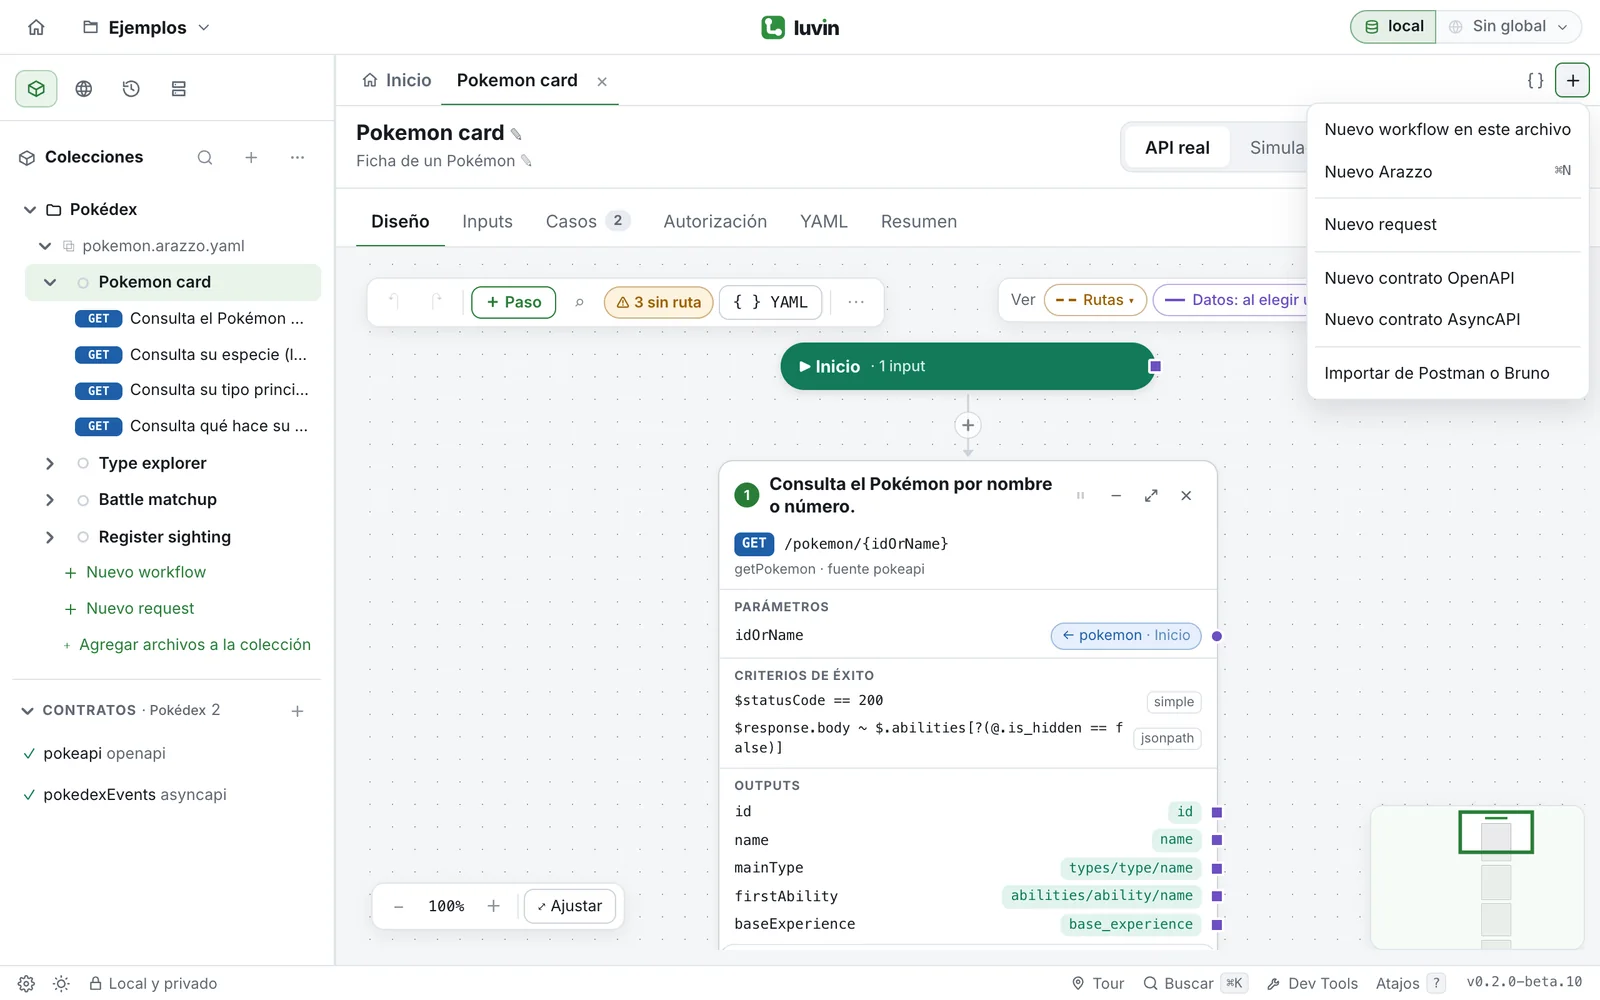 Ejemplos
luvin
local
Sin global
Inicio
Pokemon card
{ }
Colecciones
Pokédex
pokemon.arazzo.yaml
Pokemon card
GET Consulta el Pokémon ...
GET Consulta su especie (l...
GET Consulta su tipo princi...
GET Consulta qué hace su ...
Type explorer
Battle matchup
Register sighting
+ Nuevo workflow
+ Nuevo request
+ Agregar archivos a la colección
CONTRATOS · Pokédex 2
pokeapi openapi
pokedexEvents asyncapi
Pokemon card
Ficha de un Pokémon
API real
Simula
Diseño
Inputs
Casos 2
Autorización
YAML
Resumen
+ Paso
3 sin ruta
{ } YAML
Ver
Rutas
Datos: al elegir
Nuevo workflow en este archivo
Nuevo Arazzo ⌘N
Nuevo request
Nuevo contrato OpenAPI
Nuevo contrato AsyncAPI
Importar de Postman o Bruno
Inicio · 1 input
1
Consulta el Pokémon por nombre
o número.
GET /pokemon/{idOrName}
getPokemon · fuente pokeapi
PARÁMETROS
idOrName
← pokemon · Inicio
CRITERIOS DE ÉXITO
$statusCode == 200
simple
$response.body ~ $.abilities[?(@.is_hidden == f
alse)]
jsonpath
OUTPUTS
id id
name name
mainType types/type/name
firstAbility abilities/ability/name
baseExperience base_experience
− 100% +
Ajustar
Local y privado
Tour
Buscar ⌘K
Dev Tools
Atajos ?
v0.2.0-beta.10